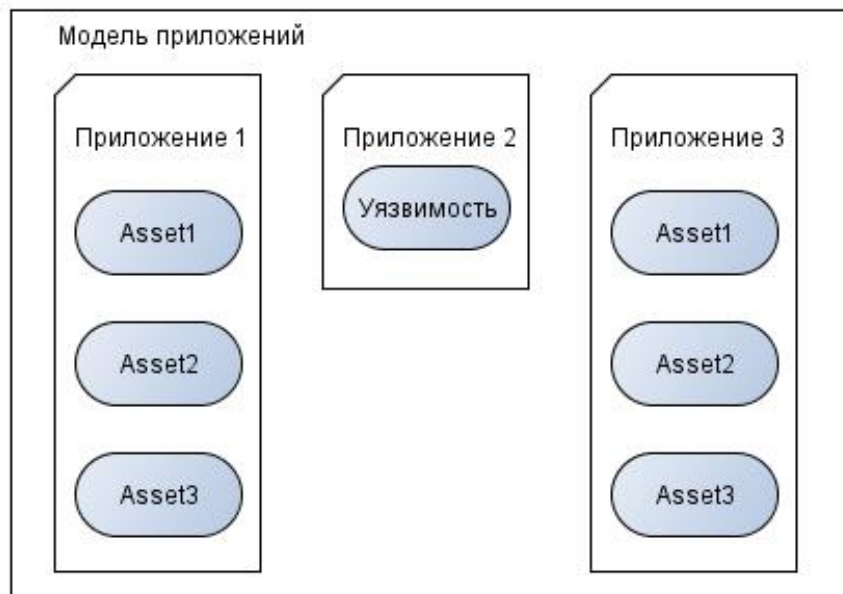 Модель приложений
Приложение 1
Asset1
Asset2
Asset3
Приложение 2
Уязвимость
Приложение 3
Asset1
Asset2
Asset3